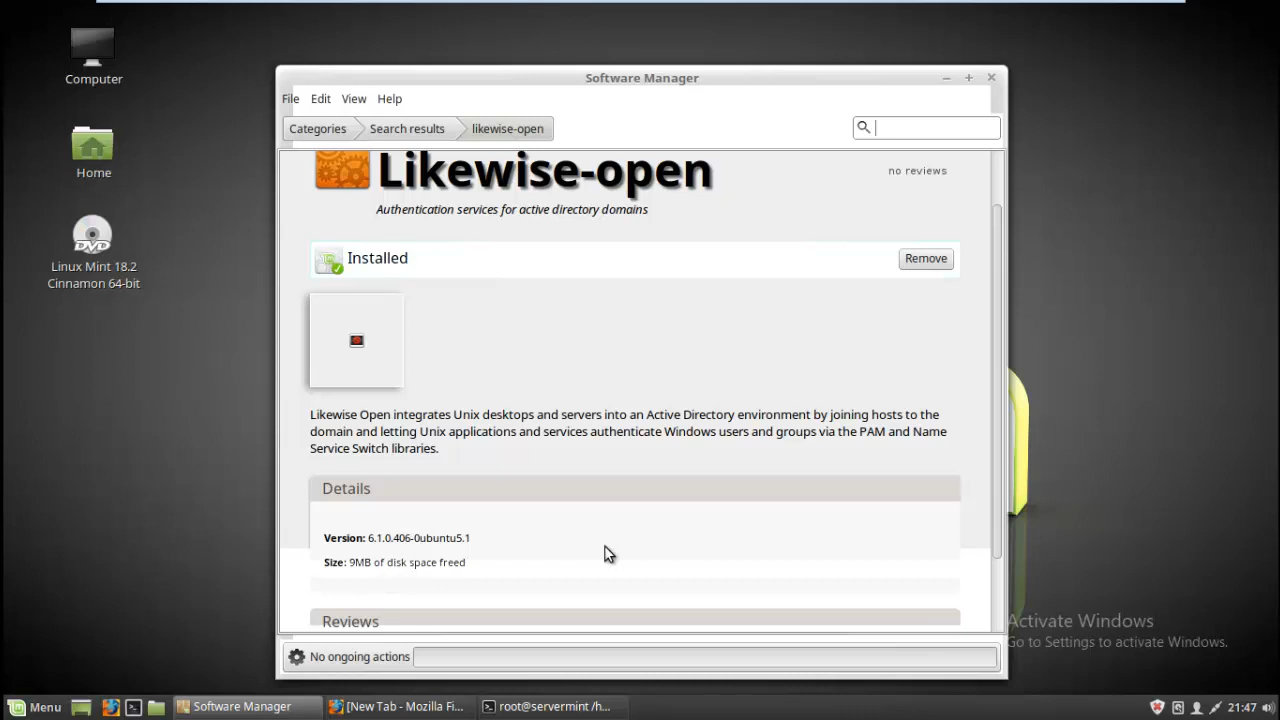 Computer
Home
Linux Mint 18.2
Cinnamon 64-bit
Software Manager
File Edit View Help
Categories Search results likewise-open
Likewise-open
no reviews
Authentication services for active directory domains
Installed
Remove
Likewise Open integrates Unix desktops and servers into an Active Directory environment by joining hosts to the
domain and letting Unix applications and services authenticate Windows users and groups via the PAM and Name
Service Switch libraries.
Details
Version: 6.1.0.406-0ubuntu5.1
Size: 9MB of disk space freed
Reviews
No ongoing actions
Activate Windows
Go to Settings to activate Windows.
Menu Software Manager [New Tab - Mozilla Fi... root@servermint /h... 21:47